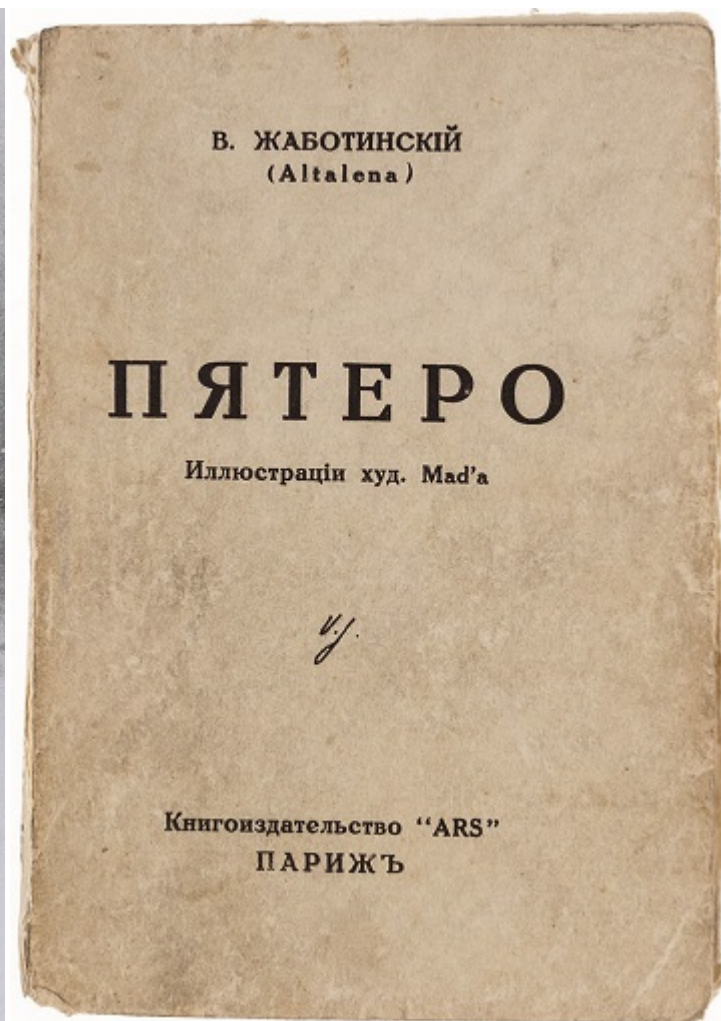 В. ЖАБОТИНСКІЙ
(Altalena)
ПЯТЕРО
Иллюстраціи худ. Mad'a
V.J.
Книгоиздательство “ARS”
ПАРИЖЪ